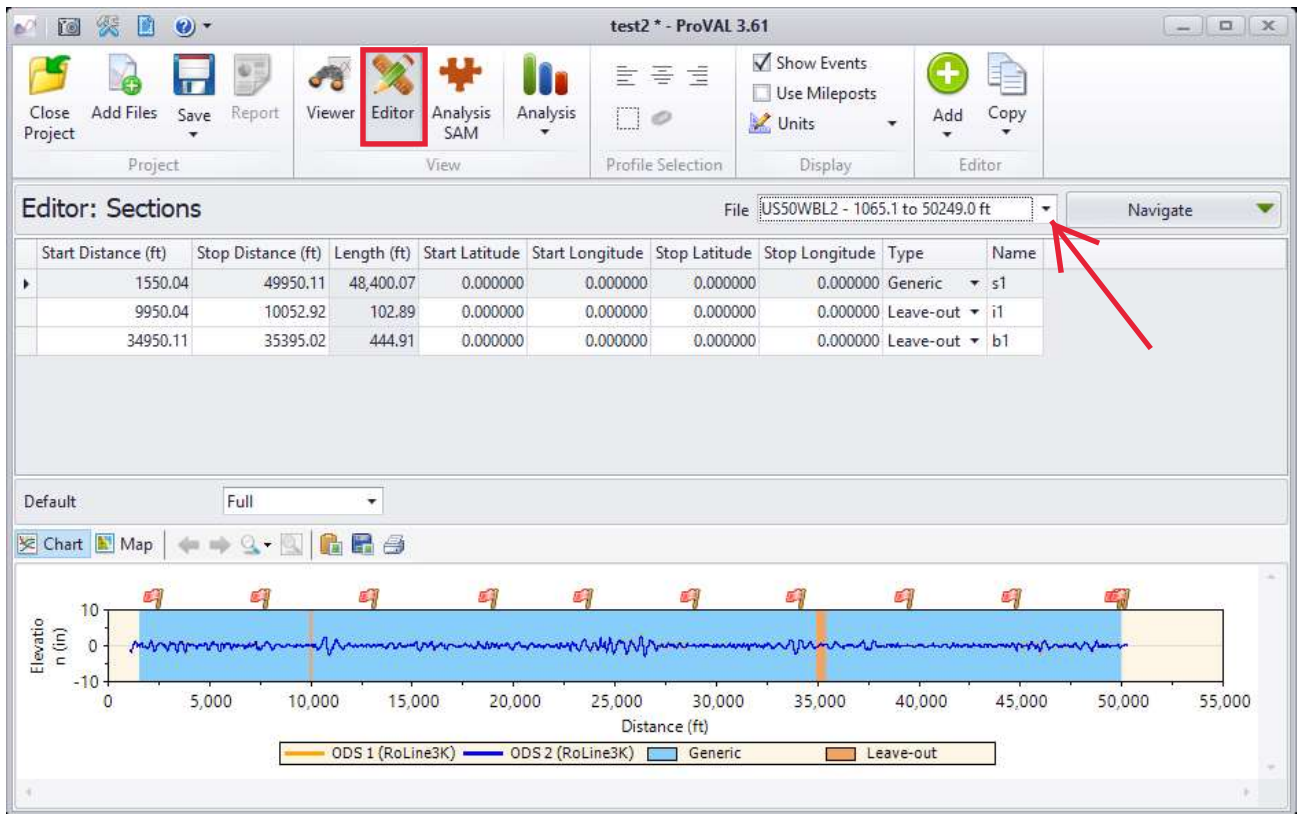 test2 * - ProVAL 3.61
Close Project
Add Files
Save
Report
Project
Viewer
Editor
Analysis SAM
Analysis
View
Profile Selection
Show Events
Use Mileposts
Units
Display
Add
Copy
Editor
Editor: Sections
File US50WBL2 - 1065.1 to 50249.0 ft
Navigate
Start Distance (ft) Stop Distance (ft) Length (ft) Start Latitude Start Longitude Stop Latitude Stop Longitude Type Name
1550.04 49950.11 48,400.07 0.000000 0.000000 0.000000 0.000000 Generic s1
9950.04 10052.92 102.89 0.000000 0.000000 0.000000 0.000000 Leave-out i1
34950.11 35395.02 444.91 0.000000 0.000000 0.000000 0.000000 Leave-out b1
Default Full
Chart Map
Elevatio
n (in)
10
0
-10
0 5,000 10,000 15,000 20,000 25,000 30,000 35,000 40,000 45,000 50,000 55,000
Distance (ft)
ODS 1 (RoLine3K) ODS 2 (RoLine3K) Generic Leave-out